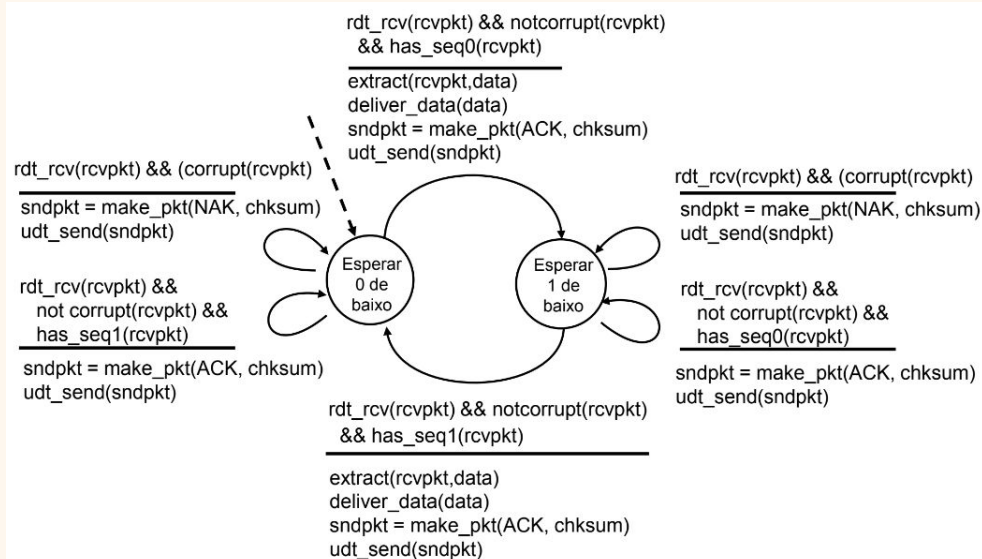 rdt_rcv(rcvpkt) && notcorrupt(rcvpkt)
&& has_seq0(rcvpkt)
extract(rcvpkt,data)
deliver_data(data)
sndpkt = make_pkt(ACK, chksum)
udt_send(sndpkt)
rdt_rcv(rcvpkt) && (corrupt(rcvpkt)
sndpkt = make_pkt(NAK, chksum)
udt_send(sndpkt)
rdt_rcv(rcvpkt) &&
not corrupt(rcvpkt) &&
has_seq1(rcvpkt)
sndpkt = make_pkt(ACK, chksum)
udt_send(sndpkt)
Esperar
0 de
baixo
Esperar
1 de
baixo
rdt_rcv(rcvpkt) && (corrupt(rcvpkt)
sndpkt = make_pkt(NAK, chksum)
udt_send(sndpkt)
rdt_rcv(rcvpkt) &&
not corrupt(rcvpkt) &&
has_seq0(rcvpkt)
sndpkt = make_pkt(ACK, chksum)
udt_send(sndpkt)
rdt_rcv(rcvpkt) && notcorrupt(rcvpkt)
&& has_seq1(rcvpkt)
extract(rcvpkt,data)
deliver_data(data)
sndpkt = make_pkt(ACK, chksum)
udt_send(sndpkt)